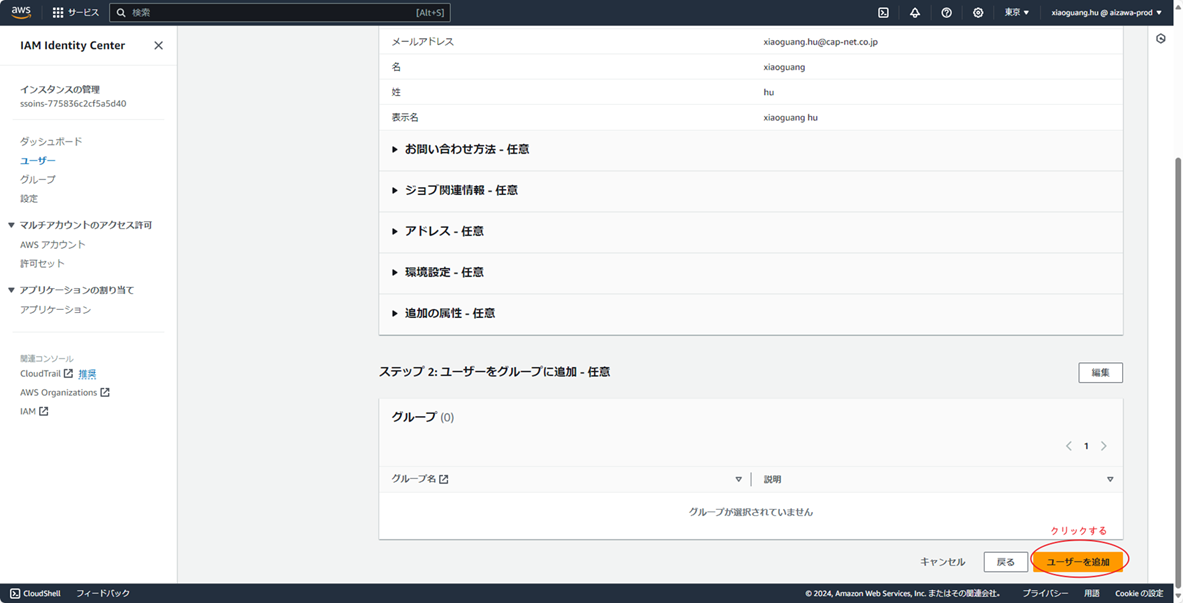 aws サービス 検索 [Alt+S] 東京 ▼ xiaoguang.hu @ aizawa-prod ▼
IAM Identity Center
インスタンスの管理
ssoins-775836c2cf5a5d40
ダッシュボード
ユーザー
グループ
設定
▼ マルチアカウントのアクセス許可
AWS アカウント
許可セット
▼ アプリケーションの割り当て
アプリケーション
関連コンソール
CloudTrail 推奨
AWS Organizations
IAM
メールアドレス xiaoguang.hu@cap-net.co.jp
名 xiaoguang
姓 hu
表示名 xiaoguang hu
▶ お問い合わせ方法 - 任意
▶ ジョブ関連情報 - 任意
▶ アドレス - 任意
▶ 環境設定 - 任意
▶ 追加の属性 - 任意
ステップ 2: ユーザーをグループに追加 - 任意 編集
グループ (0)
1
グループ名 説明
グループが選択されていません
クリックする
キャンセル 戻る ユーザーを追加
CloudShell フィードバック © 2024, Amazon Web Services, Inc. またはその関連会社。 プライバシー 用語 Cookie の設定